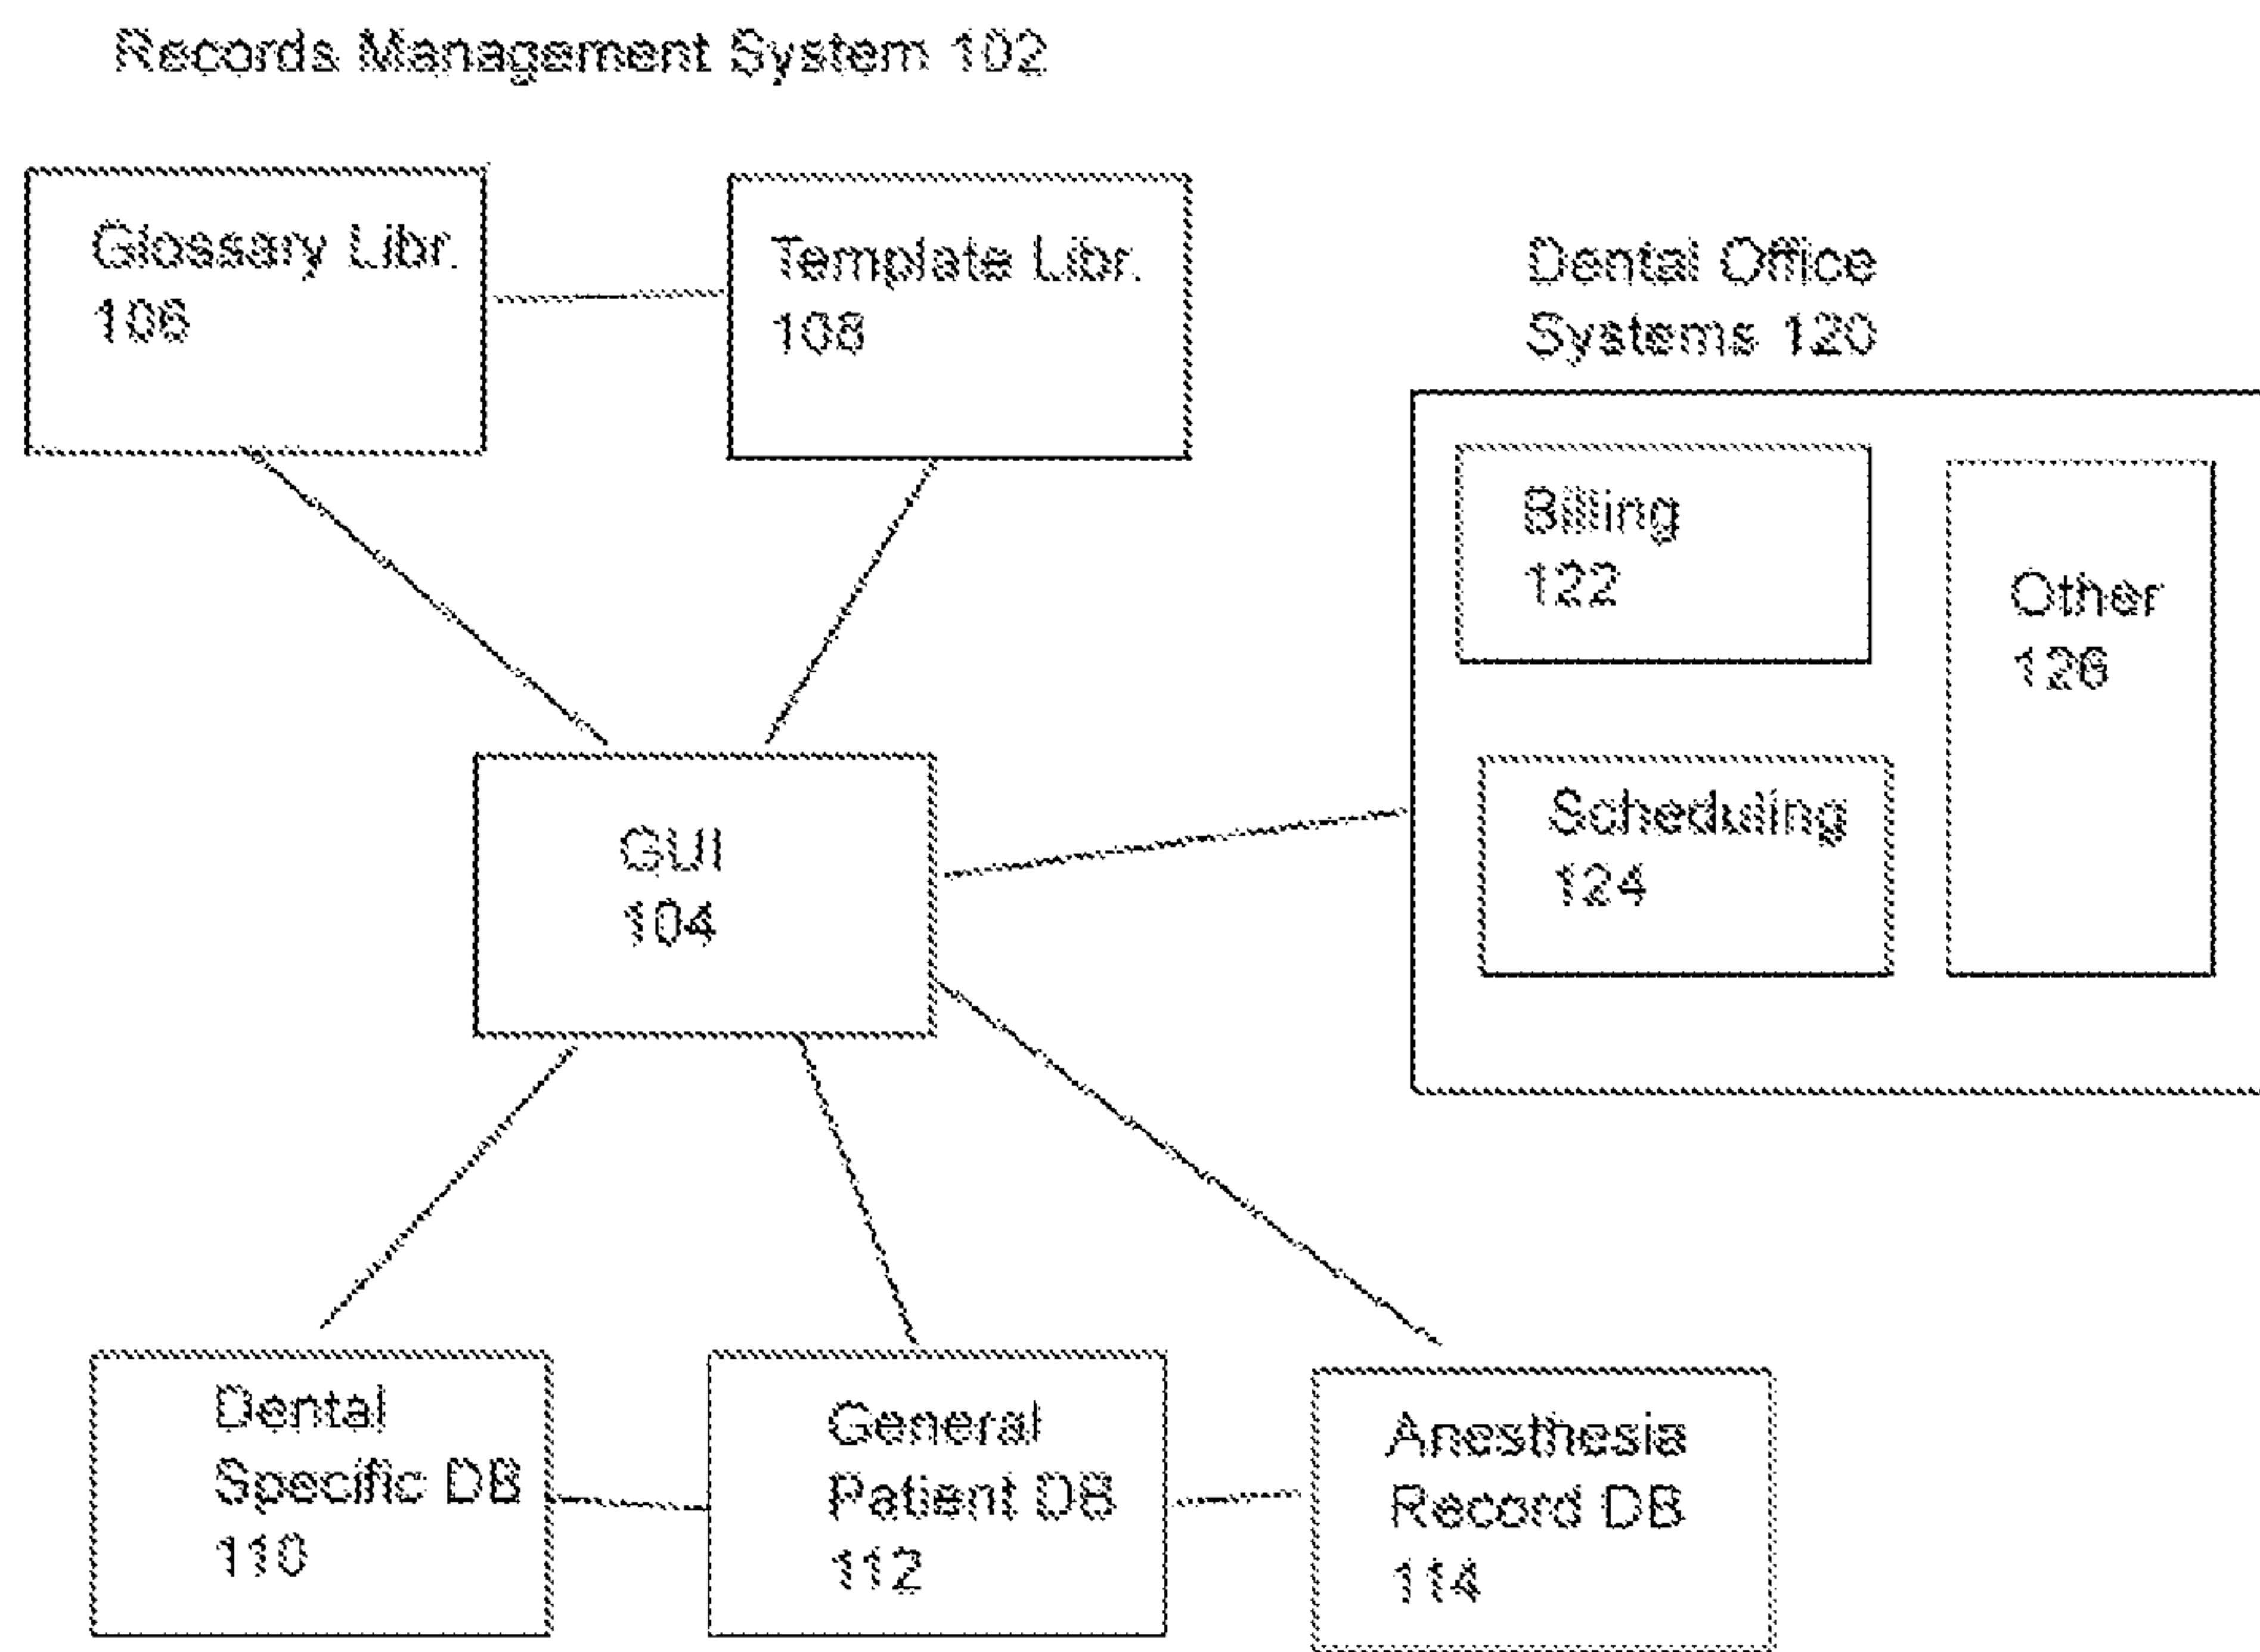 Records Management System 102
Glossary Libr.
106
Template Libr.
108
Dental Office
Systems 120
Billing
122
Other
126
Scheduling
124
GUI
104
Dental
Specific DB
110
General
Patient DB
112
Anesthesia
Record DB
114